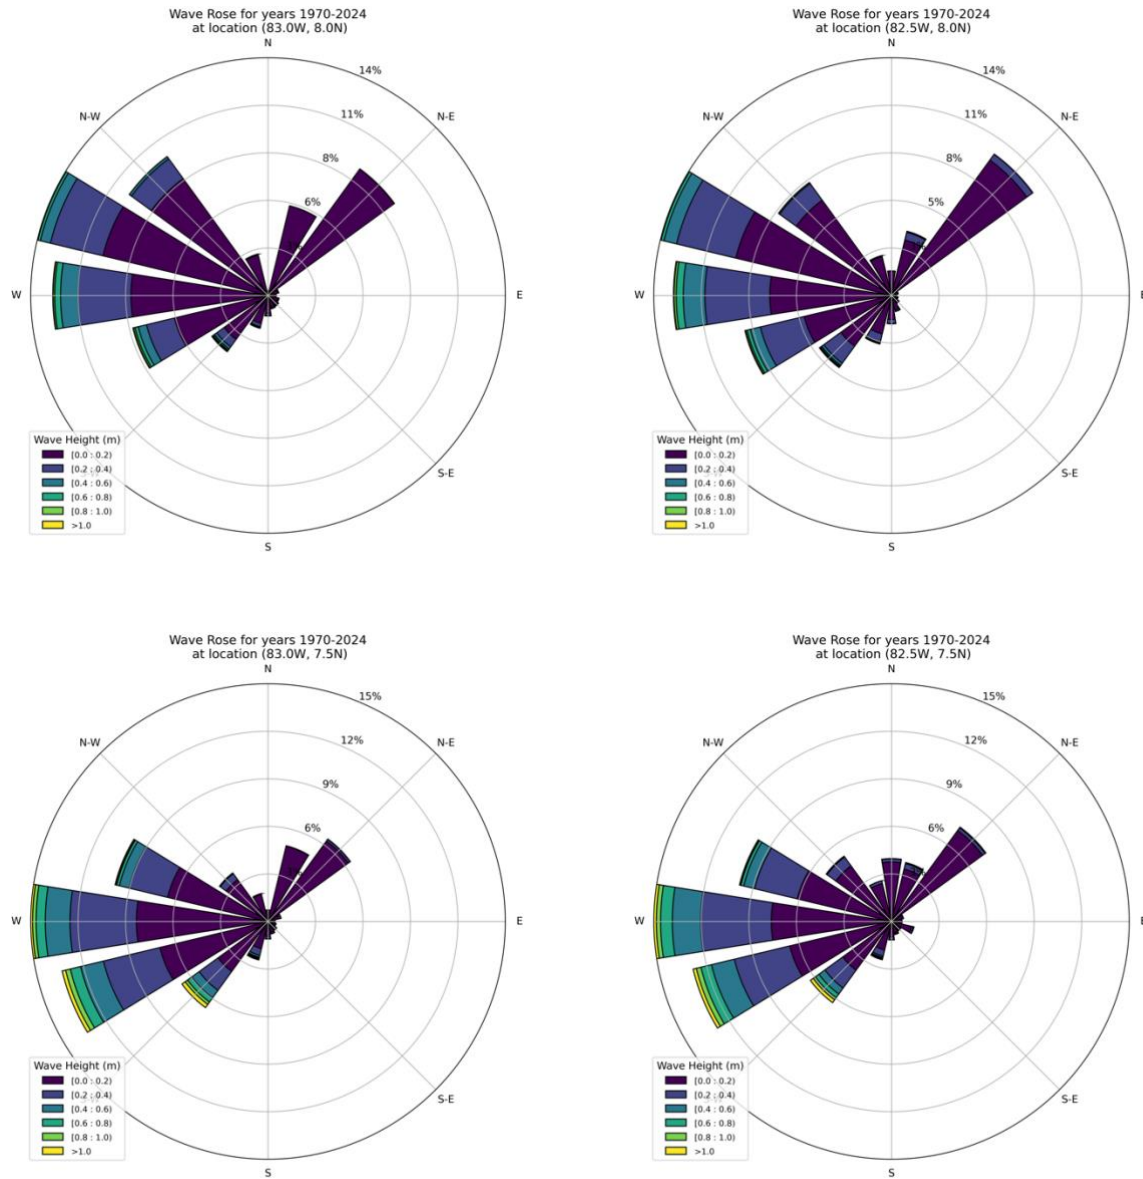 Wave Rose for years 1970-2024
at location (83.0W, 8.0N)
N
14%
11%
8%
6%
N-W
N-E
W
E
S-E
S
Wave Height (m)
[0.0 : 0.2)
[0.2 : 0.4)
[0.4 : 0.6)
[0.6 : 0.8)
[0.8 : 1.0)
>1.0
Wave Rose for years 1970-2024
at location (82.5W, 8.0N)
N
14%
11%
8%
5%
N-W
N-E
W
E
S-E
S
Wave Height (m)
[0.0 : 0.2)
[0.2 : 0.4)
[0.4 : 0.6)
[0.6 : 0.8)
[0.8 : 1.0)
>1.0
Wave Rose for years 1970-2024
at location (83.0W, 7.5N)
N
15%
12%
9%
6%
N-W
N-E
W
E
S-E
S
Wave Height (m)
[0.0 : 0.2)
[0.2 : 0.4)
[0.4 : 0.6)
[0.6 : 0.8)
[0.8 : 1.0)
>1.0
Wave Rose for years 1970-2024
at location (82.5W, 7.5N)
N
15%
12%
9%
6%
N-W
N-E
W
E
S-E
S
Wave Height (m)
[0.0 : 0.2)
[0.2 : 0.4)
[0.4 : 0.6)
[0.6 : 0.8)
[0.8 : 1.0)
>1.0